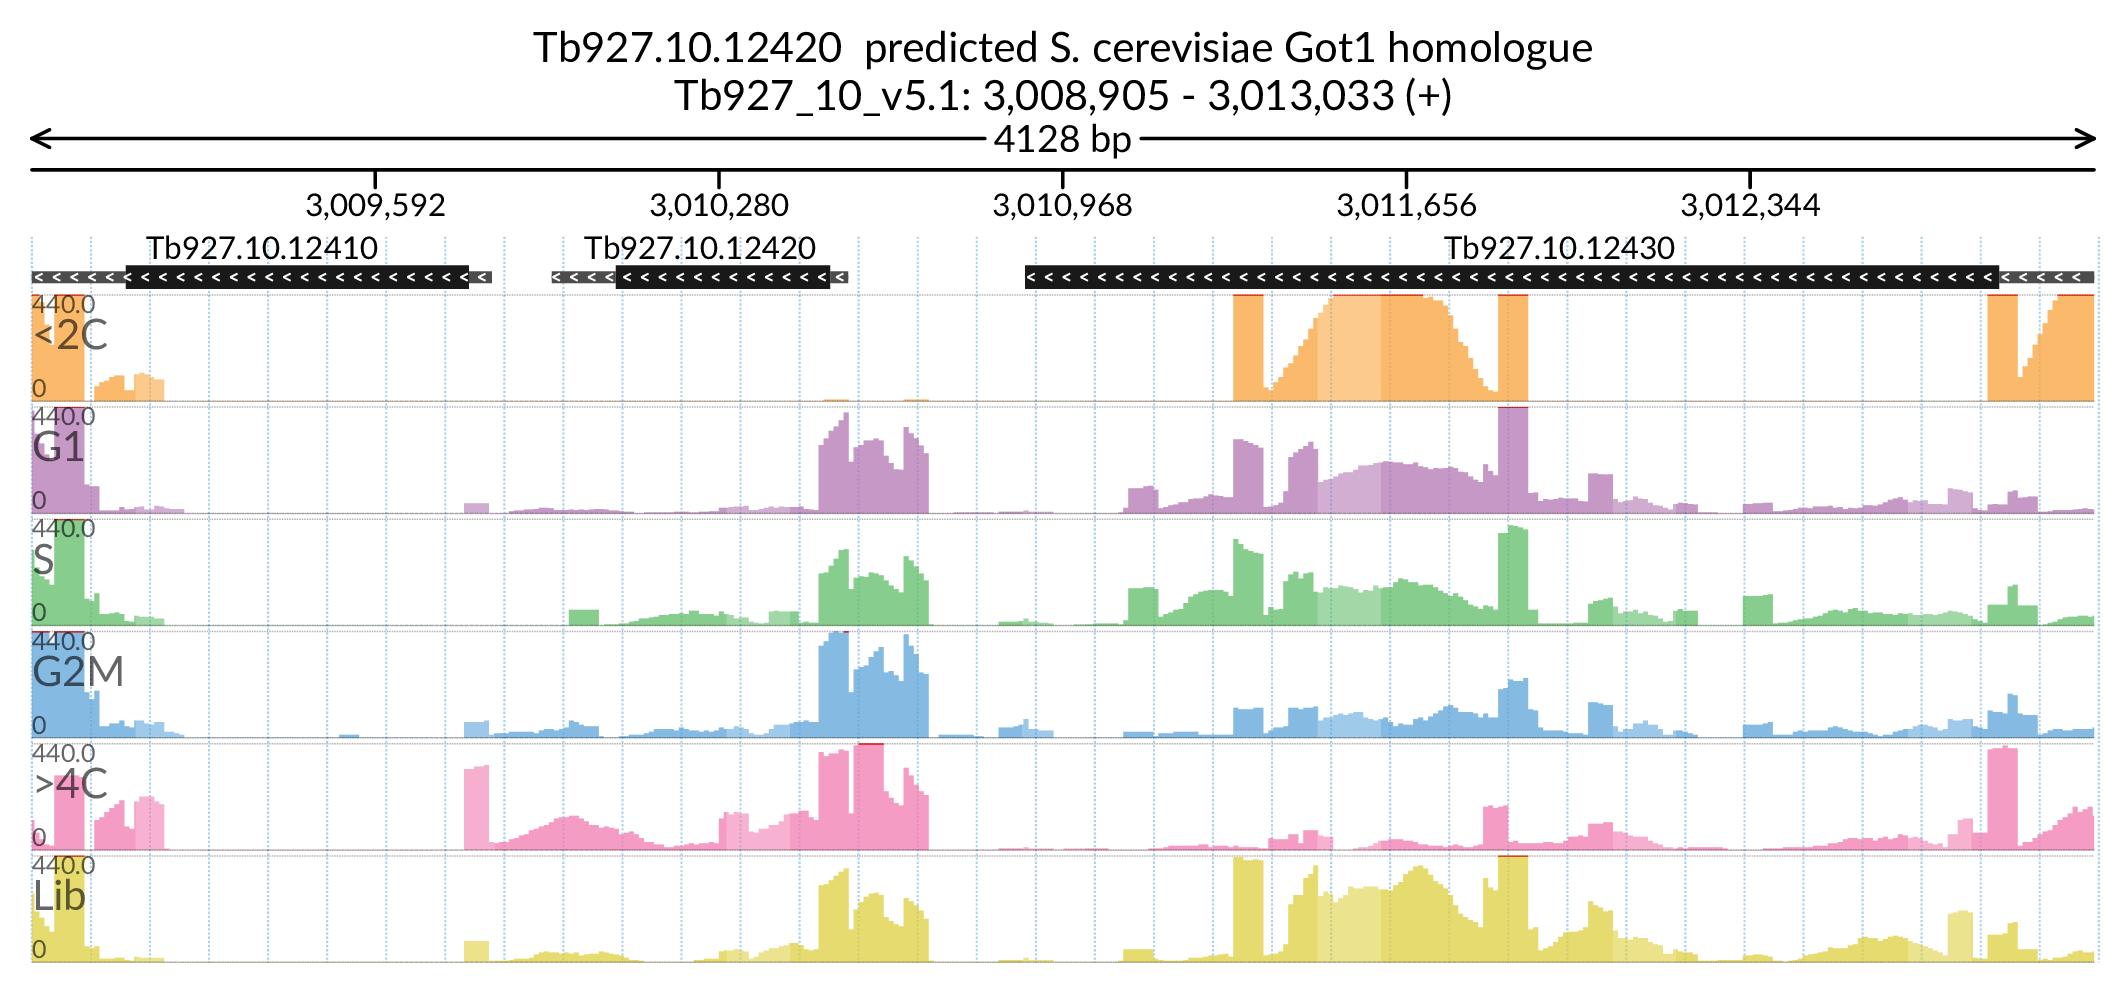 Tb927.10.12420  predicted S. cerevisiae Got1 homologue
Tb927_10_v5.1: 3,008,905 - 3,013,033 (+)
4128 bp
3,009,592 3,010,280 3,010,968 3,011,656 3,012,344
Tb927.10.12410 Tb927.10.12420 Tb927.10.12430
440.0
<2C
0
440.0
G1
0
440.0
S
0
440.0
G2M
0
440.0
>4C
0
440.0
Lib
0